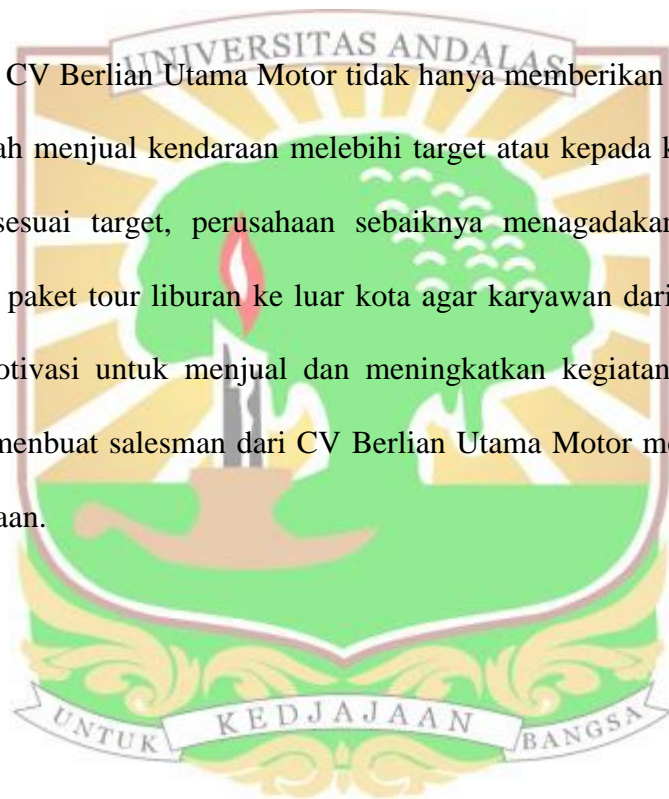 UNIVERSITAS ANDALAS
CV Berlian Utama Motor tidak hanya memberikan
ah menjual kendaraan melebihi target atau kepada k
sesuai target, perusahaan sebaiknya menagadakan
paket tour liburan ke luar kota agar karyawan dari
otivasi untuk menjual dan meningkatkan kegiatan
menbuat salesman dari CV Berlian Utama Motor me
aan.
UNTUK KEDJAJAAN BANGSA